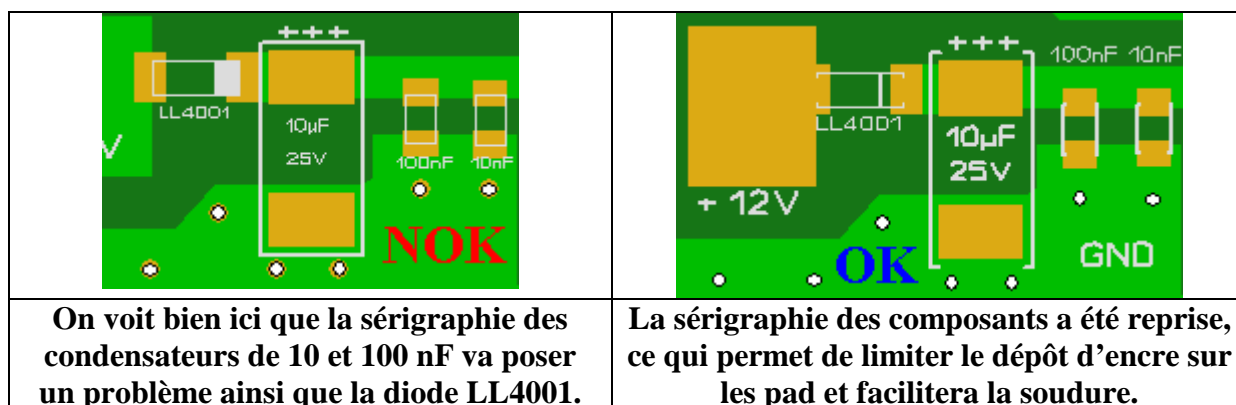 +++
LL4001
10µF
25V
V
100nF 10nF
NOK
On voit bien ici que la sérigraphie des
condensateurs de 10 et 100 nF va poser
un problème ainsi que la diode LL4001.
+++
100nF 10nF
LL4001
10µF
25V
+ 12V
OK
GND
La sérigraphie des composants a été reprise,
ce qui permet de limiter le dépôt d’encre sur
les pad et facilitera la soudure.